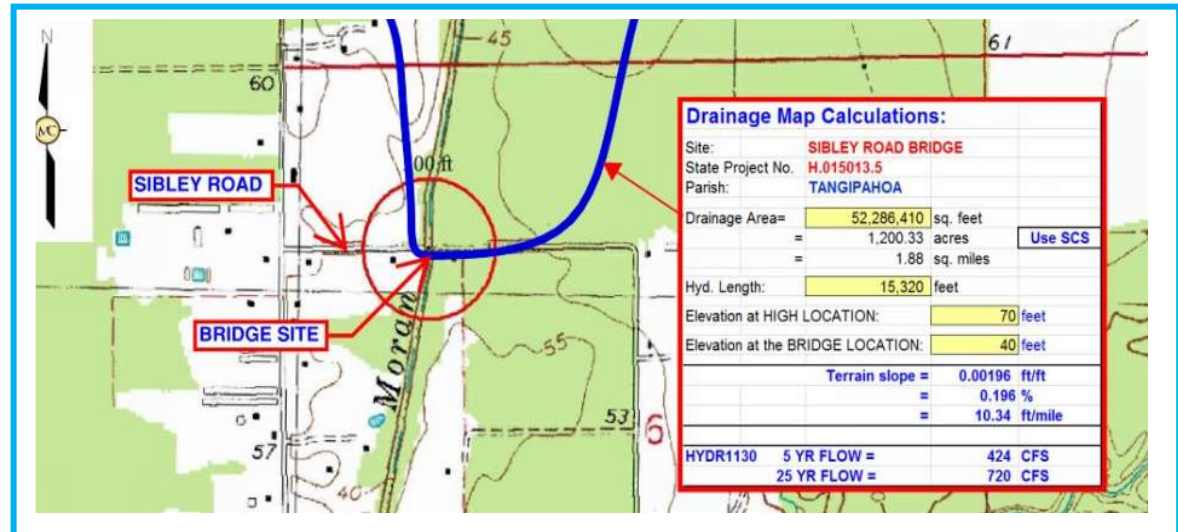 N
MC
45
61
60
00 ft
SIBLEY ROAD
BRIDGE SITE
Moran
55
53
6
57
40
Drainage Map Calculations:
Site: SIBLEY ROAD BRIDGE
State Project No. H.015013.5
Parish: TANGIPAHOA
Drainage Area= 52,286,410 sq. feet
= 1,200.33 acres Use SCS
= 1.88 sq. miles
Hyd. Length: 15,320 feet
Elevation at HIGH LOCATION: 70 feet
Elevation at the BRIDGE LOCATION: 40 feet
Terrain slope = 0.00196 ft/ft
= 0.196 %
= 10.34 ft/mile
HYDR1130 5 YR FLOW = 424 CFS
25 YR FLOW = 720 CFS